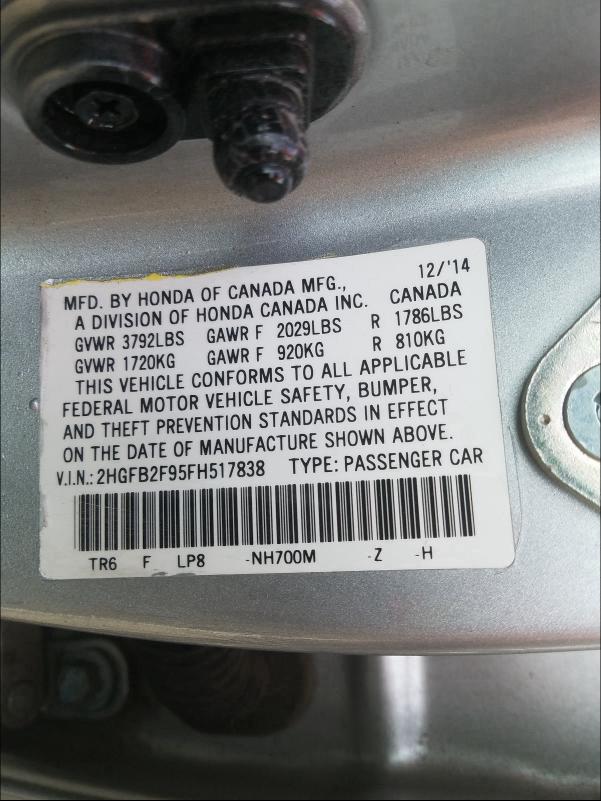 12/'14
MFD. BY HONDA OF CANADA MFG.,
A DIVISION OF HONDA CANADA INC. CANADA
GVWR 3792LBS GAWR F 2029LBS R 1786LBS
GVWR 1720KG GAWR F 920KG R 810KG
THIS VEHICLE CONFORMS TO ALL APPLICABLE
FEDERAL MOTOR VEHICLE SAFETY, BUMPER,
AND THEFT PREVENTION STANDARDS IN EFFECT
ON THE DATE OF MANUFACTURE SHOWN ABOVE.
V.I.N.: 2HGFB2F95FH517838 TYPE: PASSENGER CAR
TR6 F LP8 -NH700M -Z -H